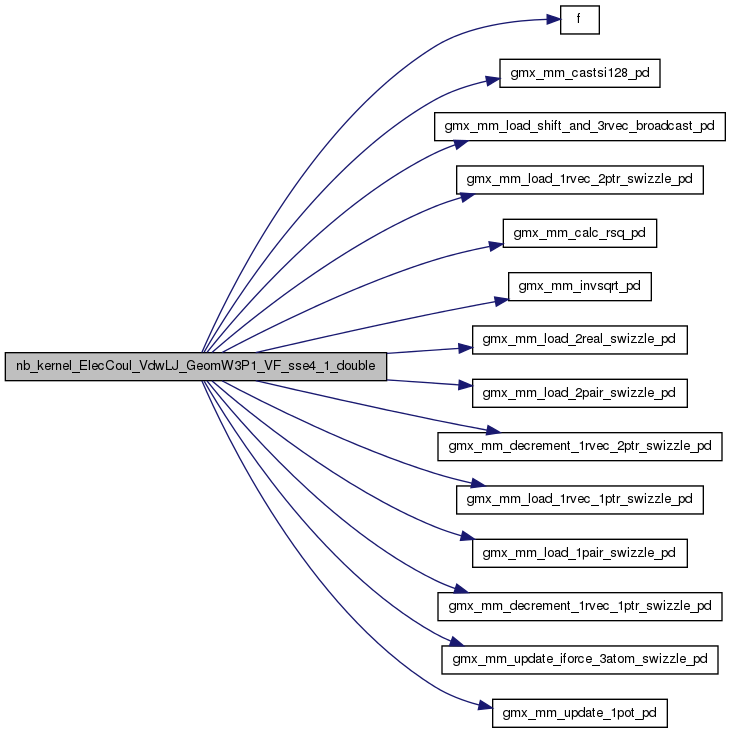 f
gmx_mm_castsi128_pd
gmx_mm_load_shift_and_3rvec_broadcast_pd
gmx_mm_load_1rvec_2ptr_swizzle_pd
gmx_mm_calc_rsq_pd
gmx_mm_invsqrt_pd
gmx_mm_load_2real_swizzle_pd
nb_kernel_ElecCoul_VdwLJ_GeomW3P1_VF_sse4_1_double
gmx_mm_load_2pair_swizzle_pd
gmx_mm_decrement_1rvec_2ptr_swizzle_pd
gmx_mm_load_1rvec_1ptr_swizzle_pd
gmx_mm_load_1pair_swizzle_pd
gmx_mm_decrement_1rvec_1ptr_swizzle_pd
gmx_mm_update_iforce_3atom_swizzle_pd
gmx_mm_update_1pot_pd